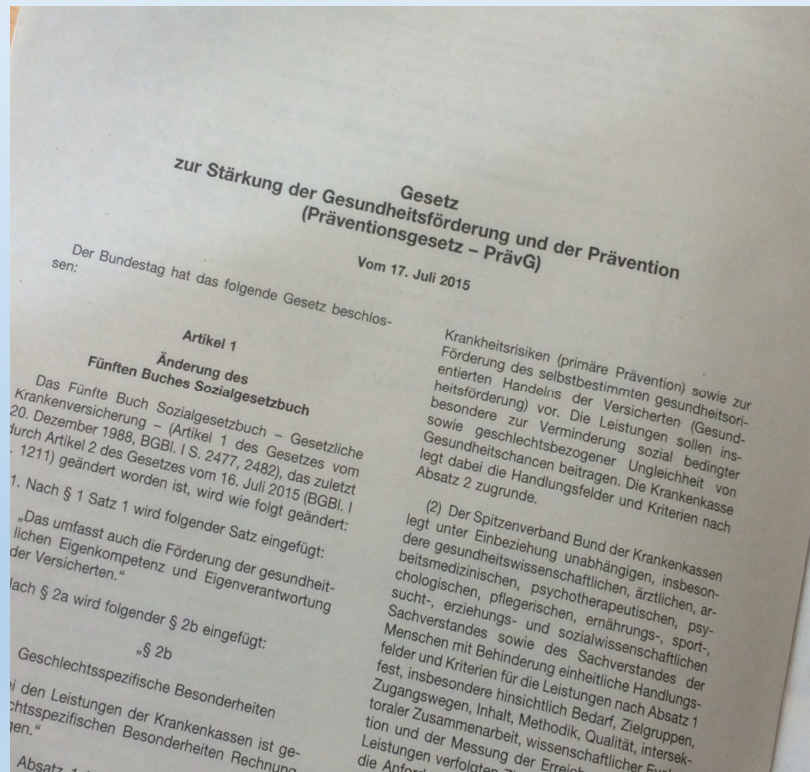 Gesetz
zur Stärkung der Gesundheitsförderung und der Prävention
(Präventionsgesetz – PrävG)
Vom 17. Juli 2015
Der Bundestag hat das folgende Gesetz beschlos-
sen:
Artikel 1
Änderung des
Fünften Buches Sozialgesetzbuch
Das Fünfte Buch Sozialgesetzbuch – Gesetzliche
Krankenversicherung – (Artikel 1 des Gesetzes vom
20. Dezember 1988, BGBl. I S. 2477, 2482), das zuletzt
durch Artikel 2 des Gesetzes vom 16. Juli 2015 (BGBl. I
. 1211) geändert worden ist, wird wie folgt geändert:
1. Nach § 1 Satz 1 wird folgender Satz eingefügt:
„Das umfasst auch die Förderung der gesundheit-
lichen Eigenkompetenz und Eigenverantwortung
der Versicherten.“
Nach § 2a wird folgender § 2b eingefügt:
„§ 2b
Geschlechtsspezifische Besonderheiten
i den Leistungen der Krankenkassen ist ge-
chtsspezifischen Besonderheiten Rechnung
gen.“
Absatz 1
Krankheitsrisiken (primäre Prävention) sowie zur
Förderung des selbstbestimmten gesundheitsori-
entierten Handelns der Versicherten (Gesund-
heitsförderung) vor. Die Leistungen sollen ins-
besondere zur Verminderung sozial bedingter
sowie geschlechtsbezogener Ungleichheit von
Gesundheitschancen beitragen. Die Krankenkasse
legt dabei die Handlungsfelder und Kriterien nach
Absatz 2 zugrunde.
(2) Der Spitzenverband Bund der Krankenkassen
legt unter Einbeziehung unabhängigen, insbeson-
dere gesundheitswissenschaftlichen, ärztlichen, ar-
beitsmedizinischen, psychotherapeutischen, psy-
chologischen, pflegerischen, ernährungs-, sport-,
sucht-, erziehungs- und sozialwissenschaftlichen
Sachverstandes sowie des Sachverstandes der
Menschen mit Behinderung einheitliche Handlungs-
felder und Kriterien für die Leistungen nach Absatz 1
fest, insbesondere hinsichtlich Bedarf, Zielgruppen,
Zugangswegen, Inhalt, Methodik, Qualität, intersek-
toraler Zusammenarbeit, wissenschaftlicher
tion und der Messung der
Leistungen verfolgten
die